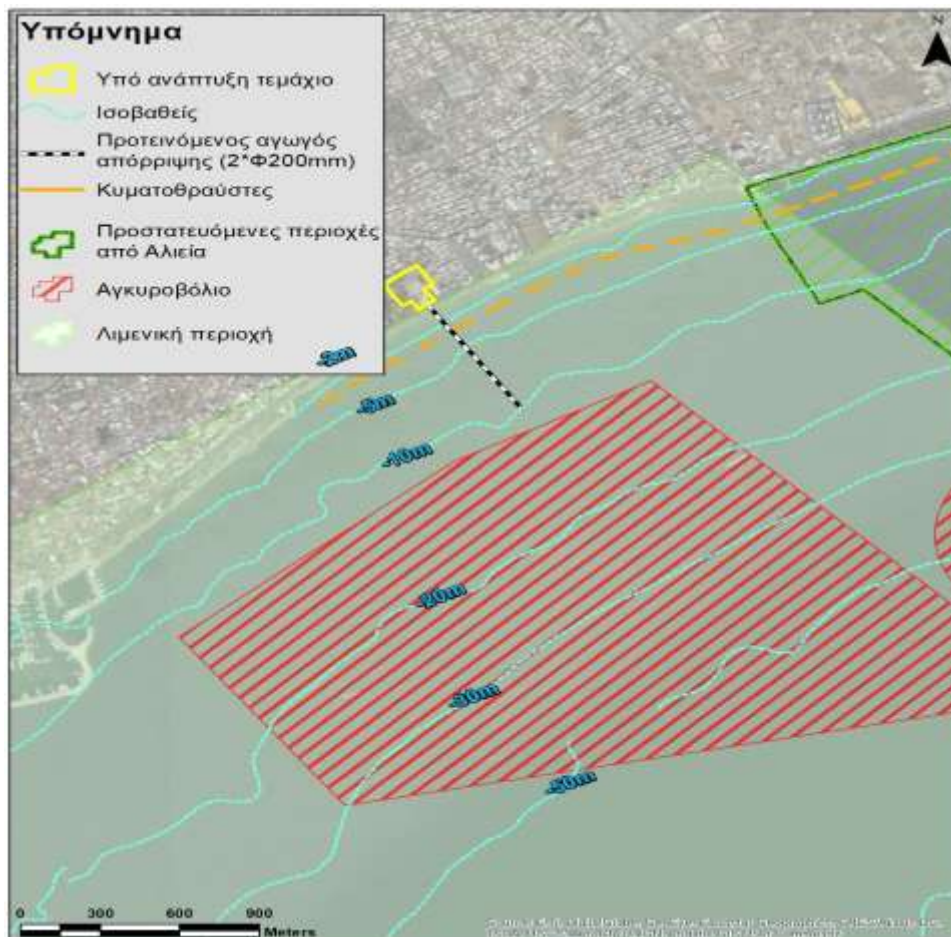 Υπόμνημα
Υπό ανάπτυξη τεμάχιο
Ισοβαθείς
Προτεινόμενος αγωγός
απόρριψης (2*Φ200mm)
Κυματοθραύστες
Προστατευόμενες περιοχές
από Αλιεία
Αγκυροβόλιο
Λιμενική περιοχή
N
-2m
-5m
-10m
-20m
-30m
-50m
0 300 600 900
Meters